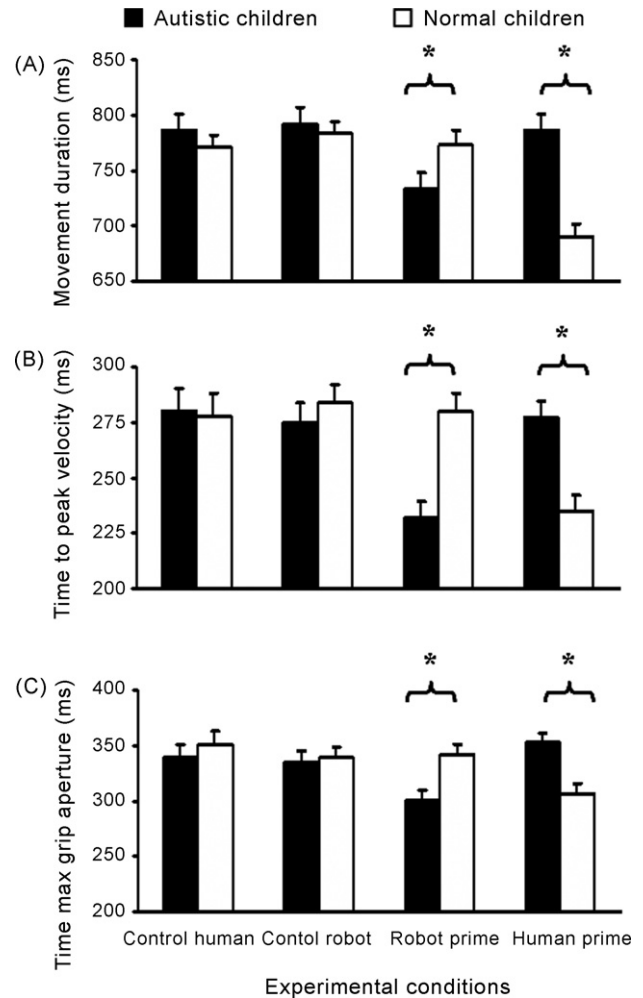 Autistic children Normal children
(A)
Movement duration (ms)
850
800
750
700
650
* *
(B)
Time to peak velocity (ms)
300
275
250
225
200
* *
(C)
Time max grip aperture (ms)
400
350
300
250
200
* *
Control human Contol robot Robot prime Human prime
Experimental conditions